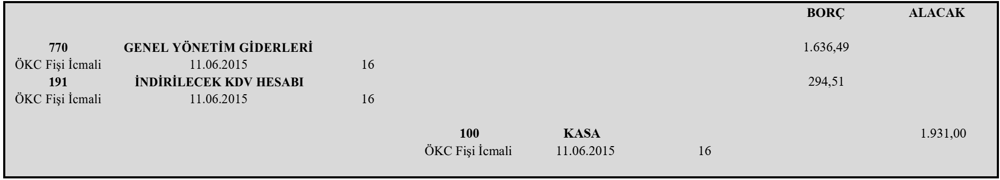 BORÇ ALACAK
770 GENEL YÖNETİM GİDERLERİ 1.636,49
ÖKC Fişi İcmali 11.06.2015 16
191 İNDİRİLECEK KDV HESABI 294,51
ÖKC Fişi İcmali 11.06.2015 16
100 KASA 1.931,00
ÖKC Fişi İcmali 11.06.2015 16